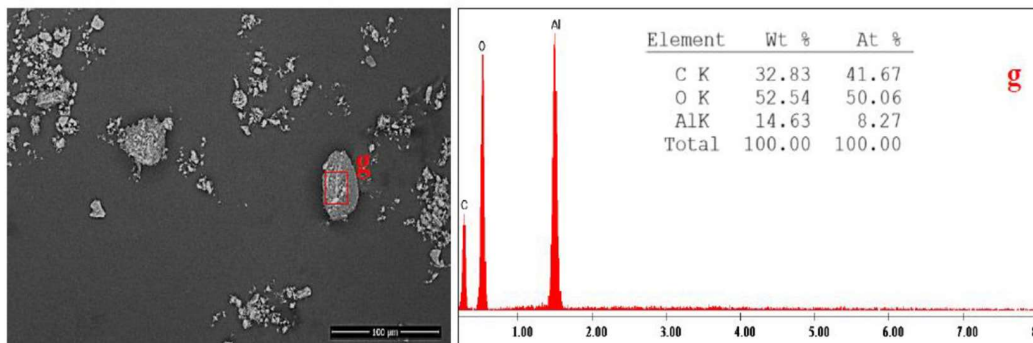 g
100 µm
C
O
Al
Element Wt % At %
C K 32.83 41.67
O K 52.54 50.06
AlK 14.63 8.27
Total 100.00 100.00
g
1.00 2.00 3.00 4.00 5.00 6.00 7.00 8